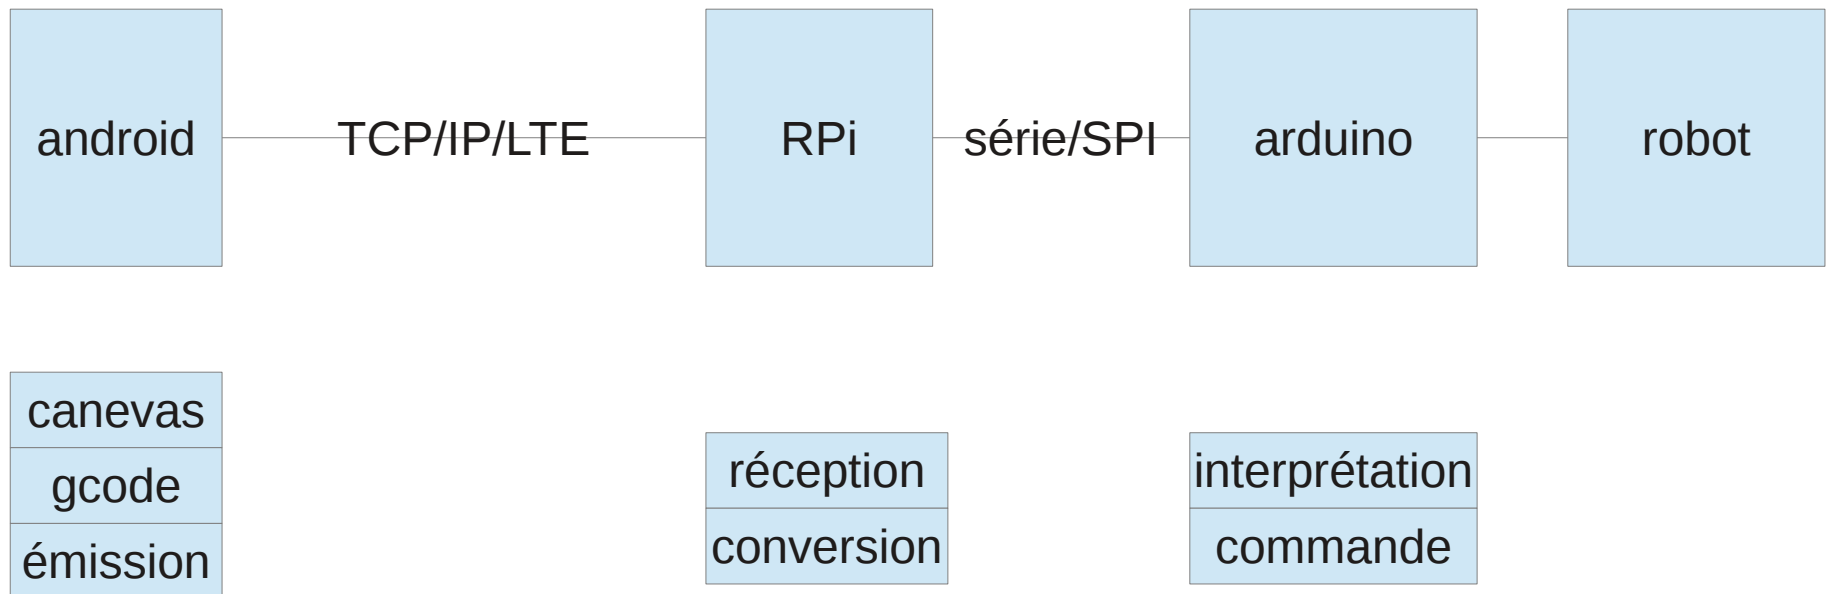 android
TCP/IP/LTE
RPi
série/SPI
arduino
robot
canevas
gcode
émission
réception
conversion
interprétation
commande